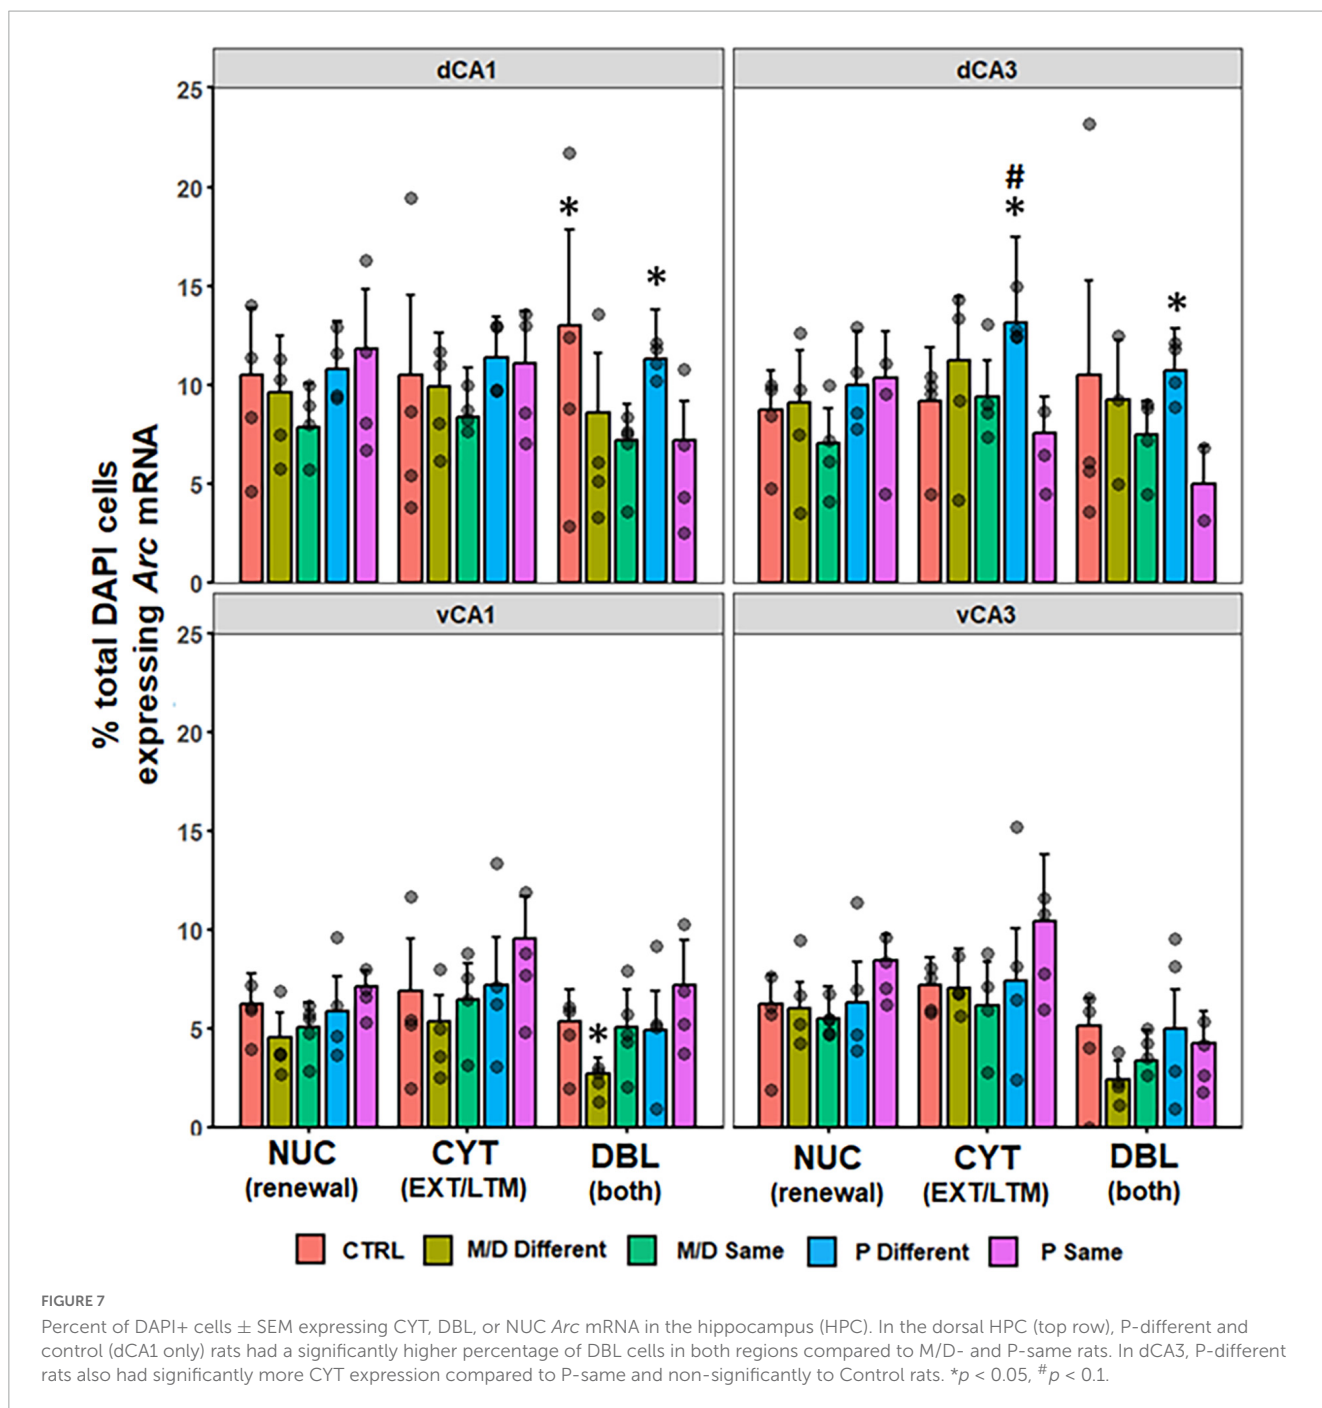 dCA1
dCA3
25
20
15
10
5
0
% total DAPI cells
expressing Arc mRNA
#
*
*
*
*
vCA1
vCA3
25
20
15
10
5
0
*
NUC
(renewal)
CYT
(EXT/LTM)
DBL
(both)
NUC
(renewal)
CYT
(EXT/LTM)
DBL
(both)
CTRL
M/D Different
M/D Same
P Different
P Same
FIGURE 7
Percent of DAPI+ cells ± SEM expressing CYT, DBL, or NUC Arc mRNA in the hippocampus (HPC). In the dorsal HPC (top row), P-different and
control (dCA1 only) rats had a significantly higher percentage of DBL cells in both regions compared to M/D- and P-same rats. In dCA3, P-different
rats also had significantly more CYT expression compared to P-same and non-significantly to Control rats. *p < 0.05, #p < 0.1.